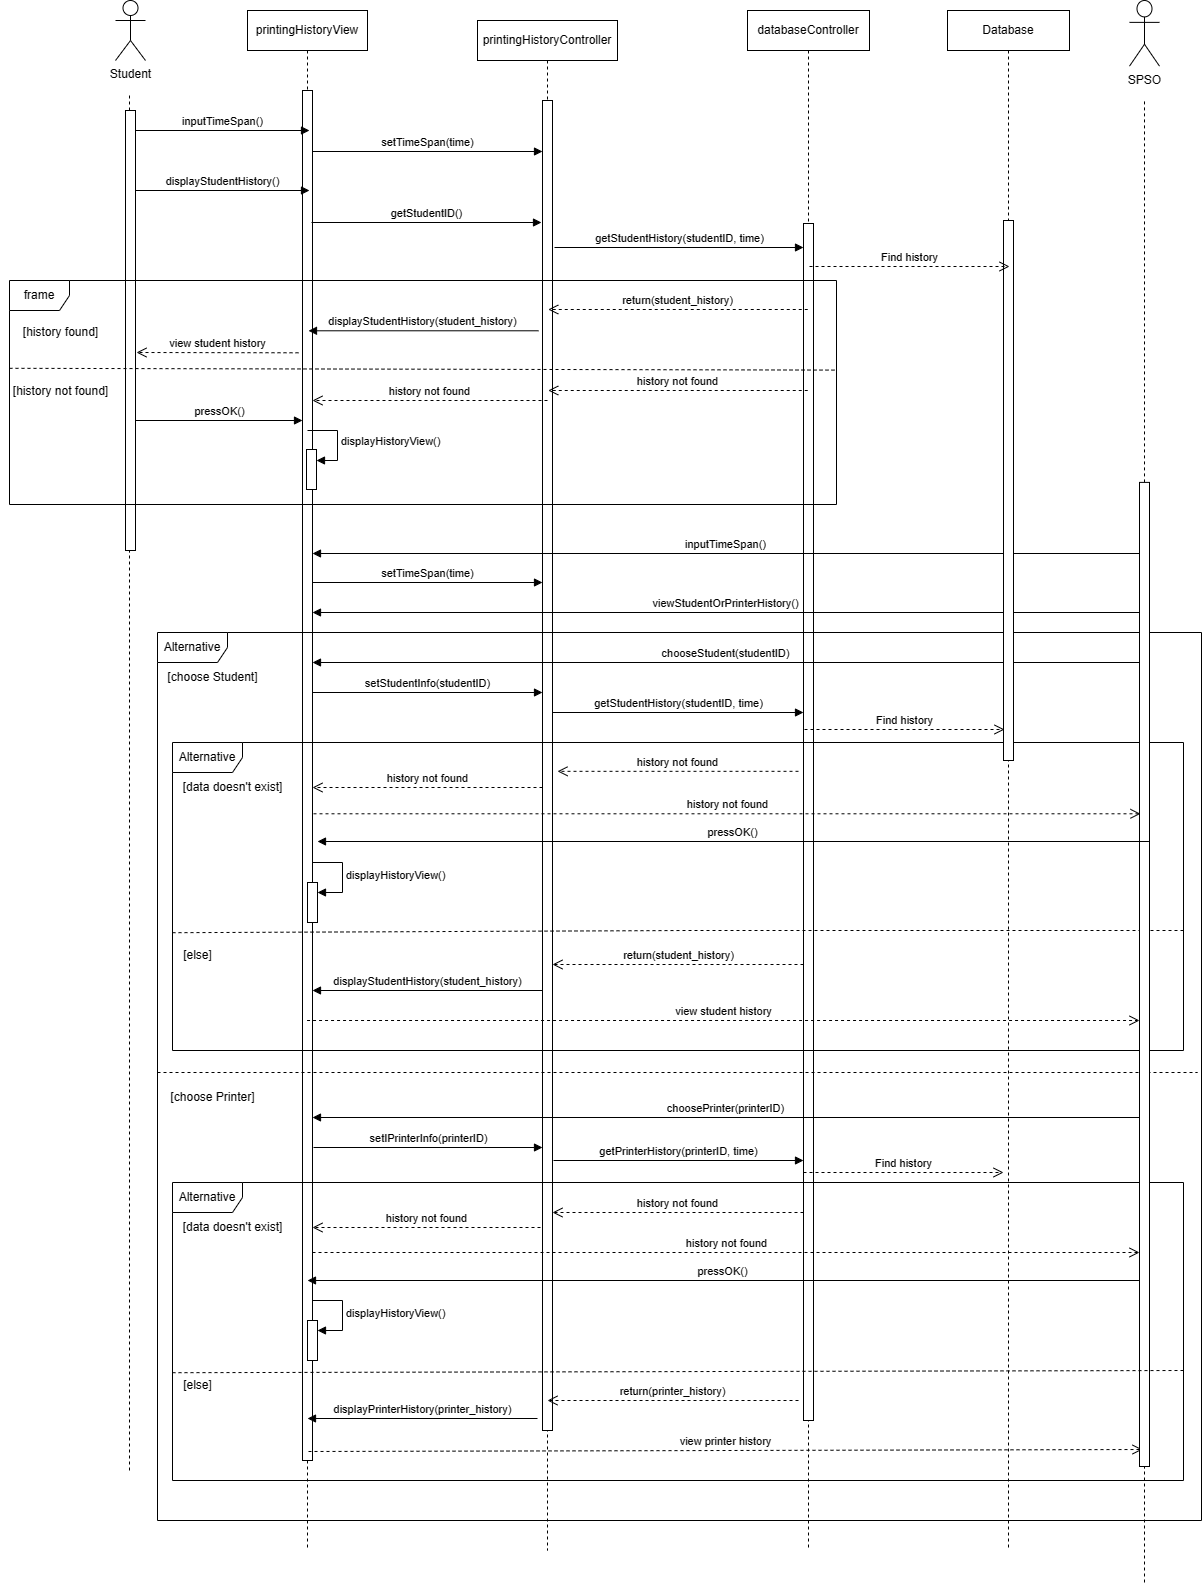 Student
printingHistoryView
printingHistoryController
databaseController
Database
SPSO
inputTimeSpan()
setTimeSpan(time)
displayStudentHistory()
getStudentID()
getStudentHistory(studentID, time)
Find history
frame
return(student_history)
displayStudentHistory(student_history)
[history found]
view student history
history not found
[history not found]
history not found
pressOK()
displayHistoryView()
inputTimeSpan()
setTimeSpan(time)
viewStudentOrPrinterHistory()
Alternative
chooseStudent(studentID)
[choose Student]
setStudentInfo(studentID)
getStudentHistory(studentID, time)
Find history
Alternative
history not found
history not found
[data doesn't exist]
history not found
pressOK()
displayHistoryView()
[else]
return(student_history)
displayStudentHistory(student_history)
view student history
[choose Printer]
choosePrinter(printerID)
setIPrinterInfo(printerID)
getPrinterHistory(printerID, time)
Find history
Alternative
history not found
history not found
[data doesn't exist]
history not found
pressOK()
displayHistoryView()
[else]
return(printer_history)
displayPrinterHistory(printer_history)
view printer history